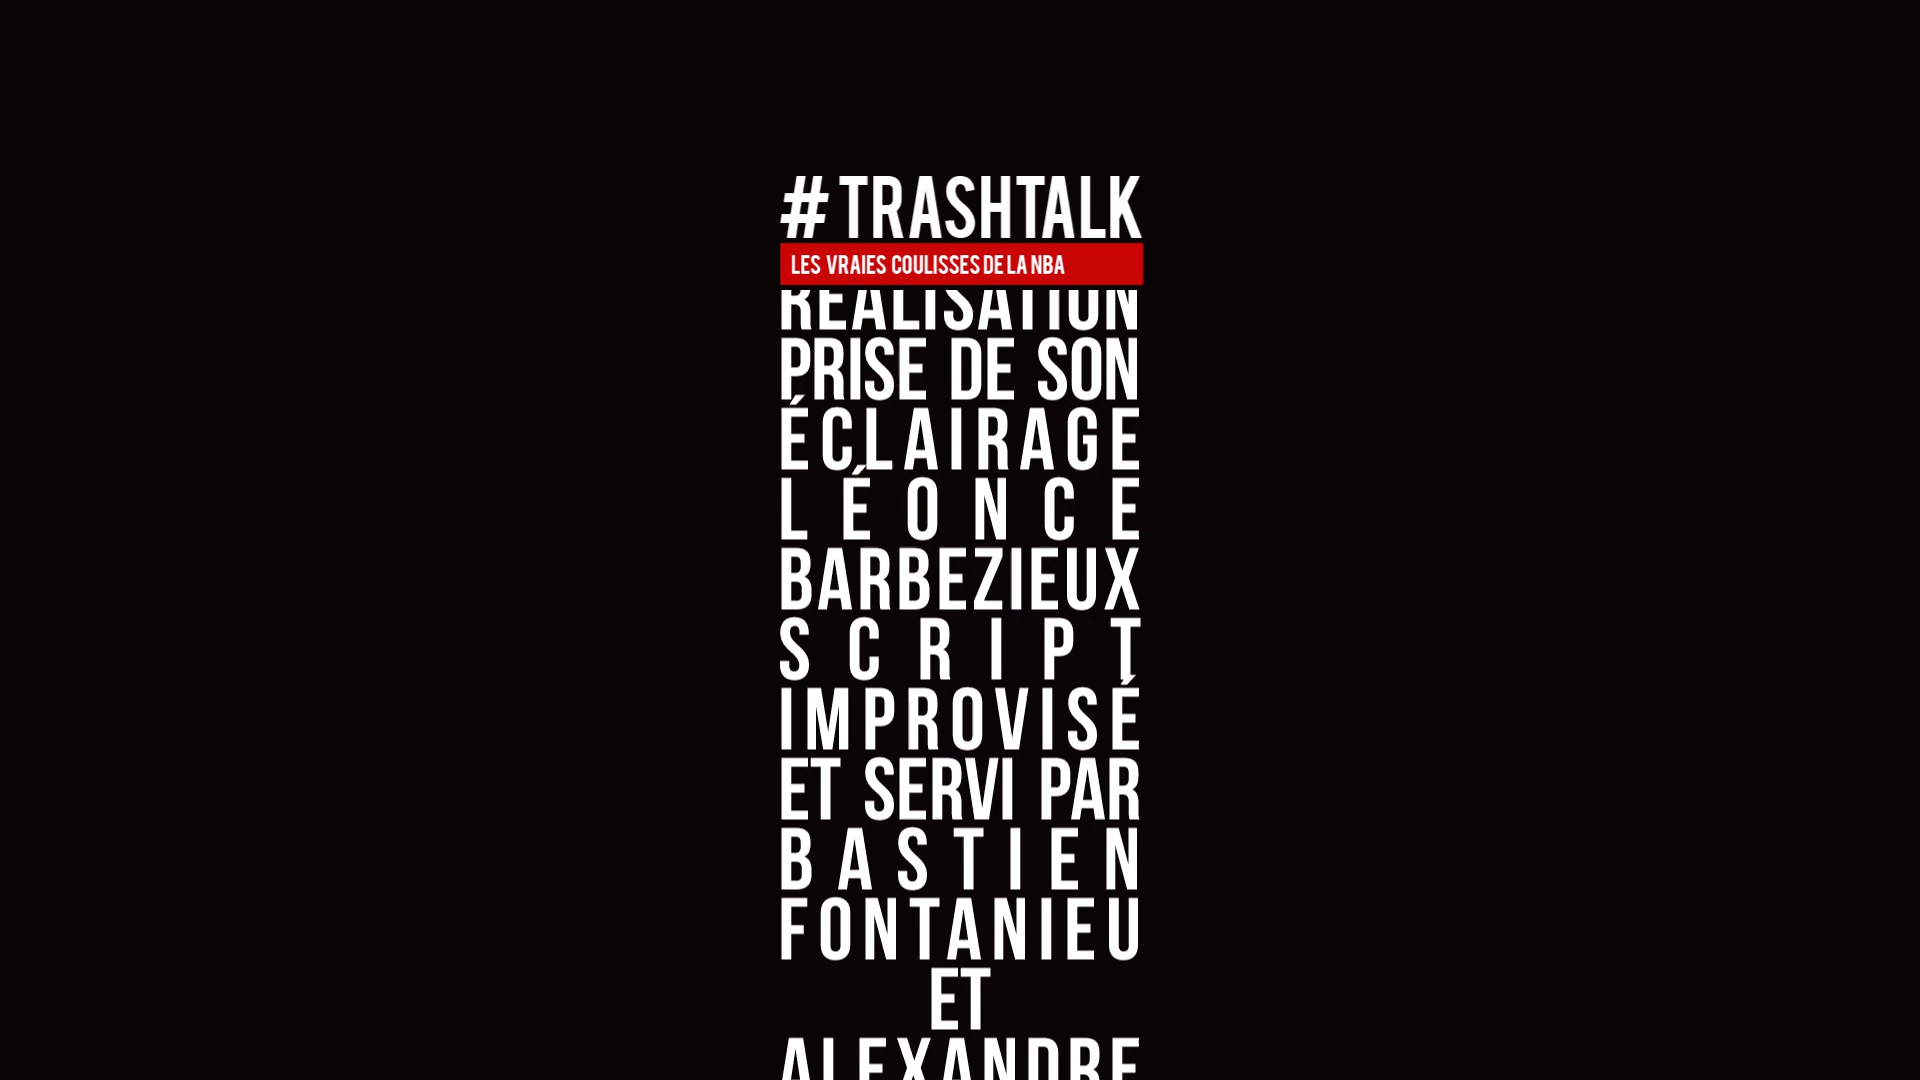 #TRASHTALK
LES VRAIES COULISSES DE LA NBA
RÉALISATION
PRISE DE SON
ÉCLAIRAGE
LÉONCE
BARBEZIEUX
SCRIPT
IMPROVISÉ
ET SERVI PAR
BASTIEN
FONTANIEU
ET
ALEXANDRE